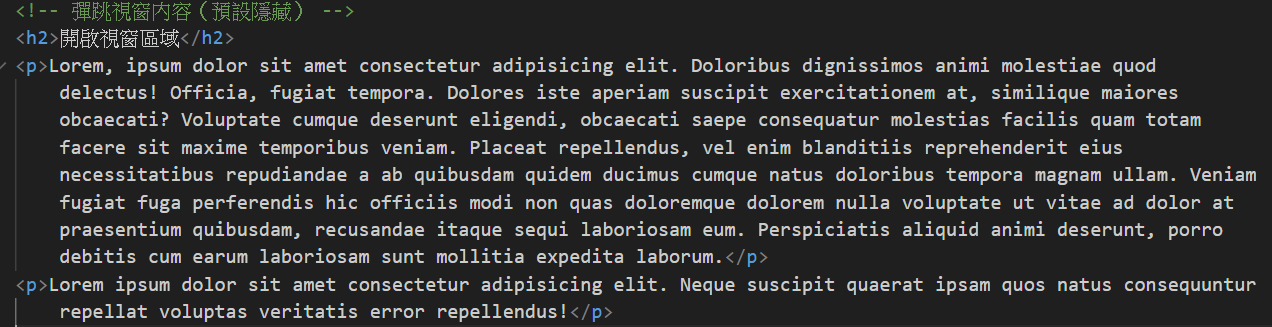 <!-- 彈跳視窗內容（預設隱藏） -->
<h2>開啟視窗區域</h2>
<p>Lorem, ipsum dolor sit amet consectetur adipisicing elit. Doloribus dignissimos animi molestiae quod
delectus! Officia, fugiat tempora. Dolores iste aperiam suscipit exercitationem at, similique maiores
obcaecati? Voluptate cumque deserunt eligendi, obcaecati saepe consequatur molestias facilis quam totam
facere sit maxime temporibus veniam. Placeat repellendus, vel enim blanditiis reprehenderit eius
necessitatibus repudiandae a ab quibusdam quidem ducimus cumque natus doloribus tempora magnam ullam. Veniam
fugiat fuga perferendis hic officiis modi non quas doloremque dolorem nulla voluptate ut vitae ad dolor at
praesentium quibusdam, recusandae itaque sequi laboriosam eum. Perspiciatis aliquid animi deserunt, porro
debitis cum earum laboriosam sunt mollitia expedita laborum.</p>
<p>Lorem ipsum dolor sit amet consectetur adipisicing elit. Neque suscipit quaerat ipsam quos natus consequuntur
repellat voluptas veritatis error repellendus!</p>